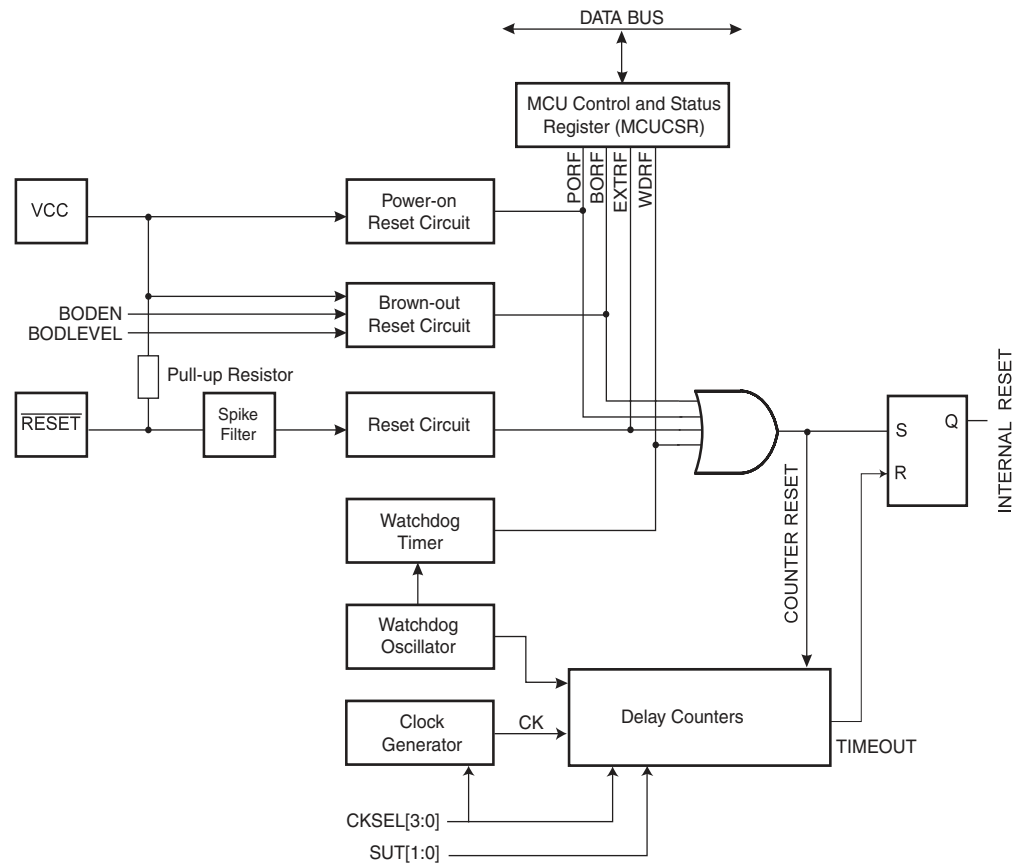 DATA BUS
MCU Control and Status
Register (MCUCSR)
PORF
BORF
EXTRF
WDRF
VCC
Power-on
Reset Circuit
BODEN
BODLEVEL
Brown-out
Reset Circuit
Pull-up Resistor
RESET
Spike
Filter
Reset Circuit
S
Q
R
INTERNAL RESET
COUNTER RESET
Watchdog
Timer
Watchdog
Oscillator
Clock
Generator
CK
Delay Counters
TIMEOUT
CKSEL[3:0]
SUT[1:0]